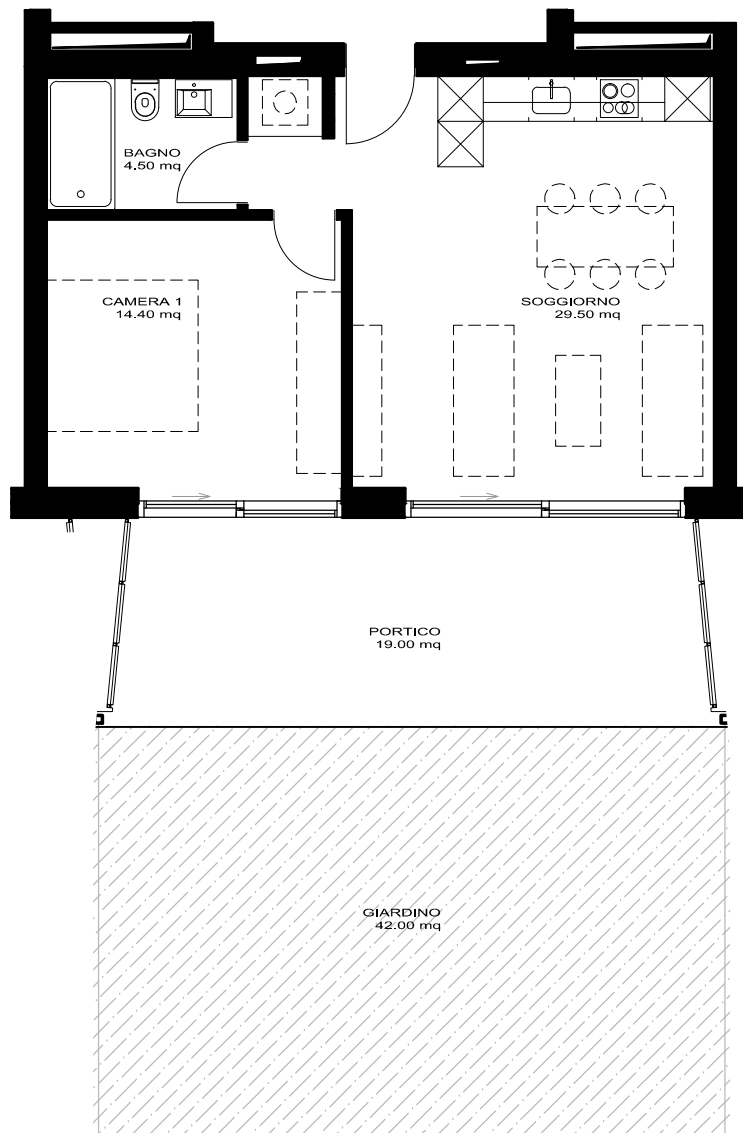 BAGNO
4.50 mq
CAMERA 1
14.40 mq
SOGGIORNO
29.50 mq
PORTICO
19.00 mq
GIARDINO
42.00 mq